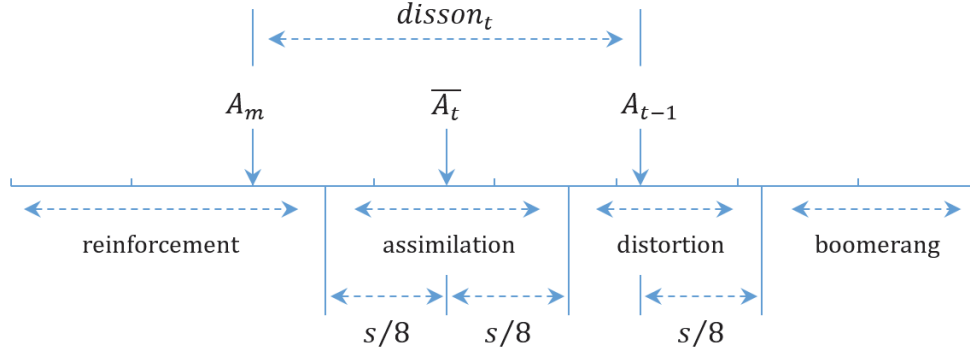 disson_t
A_m  \overline{A_t}  A_{t-1}
reinforcement  assimilation  distortion  boomerang
s/8  s/8  s/8